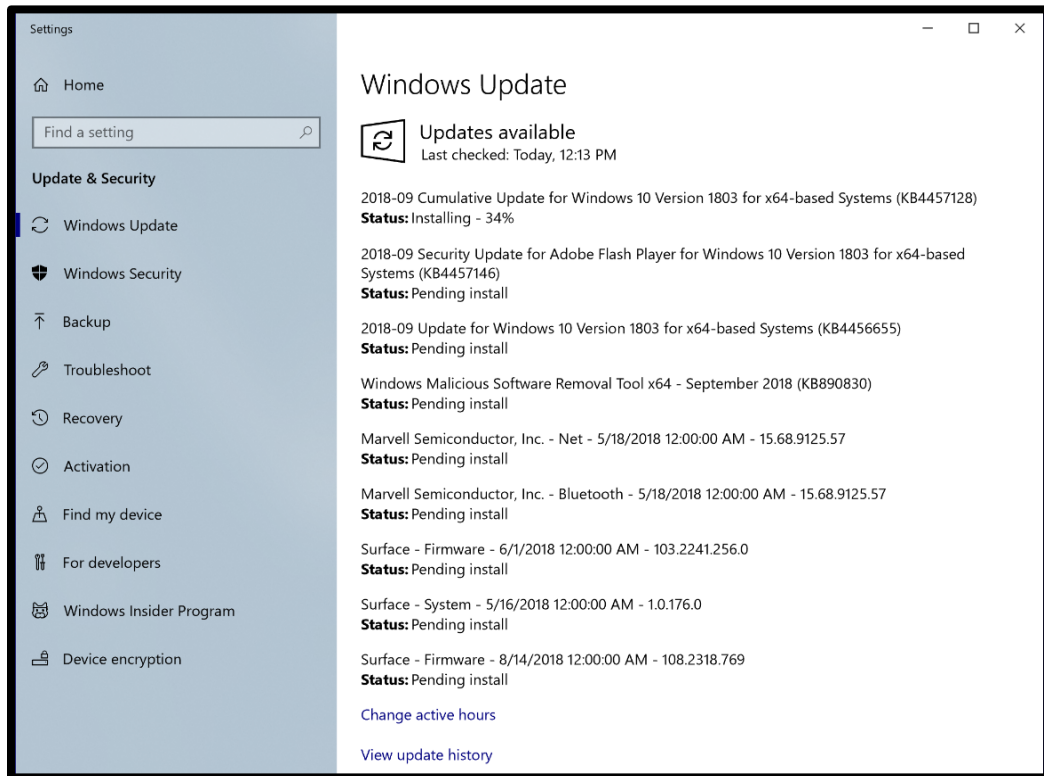 Settings
Home
Find a setting
Update & Security
Windows Update
Windows Security
Backup
Troubleshoot
Recovery
Activation
Find my device
For developers
Windows Insider Program
Device encryption
Windows Update
Updates available
Last checked: Today, 12:13 PM
2018-09 Cumulative Update for Windows 10 Version 1803 for x64-based Systems (KB4457128)
Status: Installing - 34%
2018-09 Security Update for Adobe Flash Player for Windows 10 Version 1803 for x64-based
Systems (KB4457146)
Status: Pending install
2018-09 Update for Windows 10 Version 1803 for x64-based Systems (KB4456655)
Status: Pending install
Windows Malicious Software Removal Tool x64 - September 2018 (KB890830)
Status: Pending install
Marvell Semiconductor, Inc. - Net - 5/18/2018 12:00:00 AM - 15.68.9125.57
Status: Pending install
Marvell Semiconductor, Inc. - Bluetooth - 5/18/2018 12:00:00 AM - 15.68.9125.57
Status: Pending install
Surface - Firmware - 6/1/2018 12:00:00 AM - 103.2241.256.0
Status: Pending install
Surface - System - 5/16/2018 12:00:00 AM - 1.0.176.0
Status: Pending install
Surface - Firmware - 8/14/2018 12:00:00 AM - 108.2318.769
Status: Pending install
Change active hours
View update history